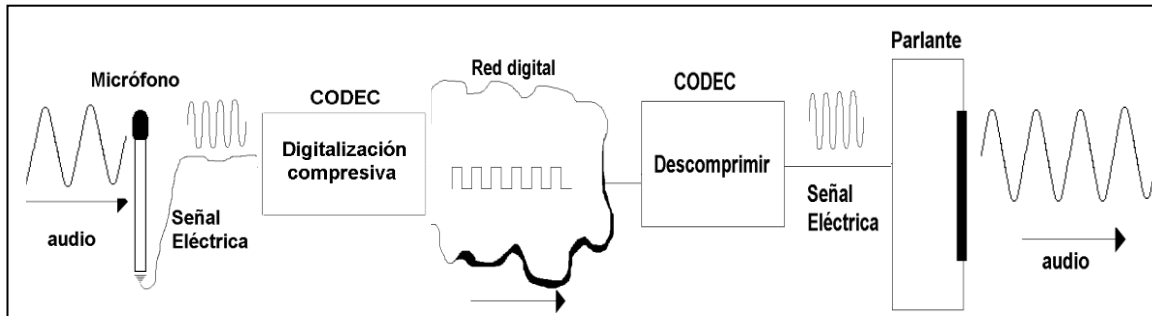 audio
Micrófono
Señal
Eléctrica
CODEC
Digitalización
compresiva
Red digital
CODEC
Descomprimir
Señal
Eléctrica
Parlante
audio